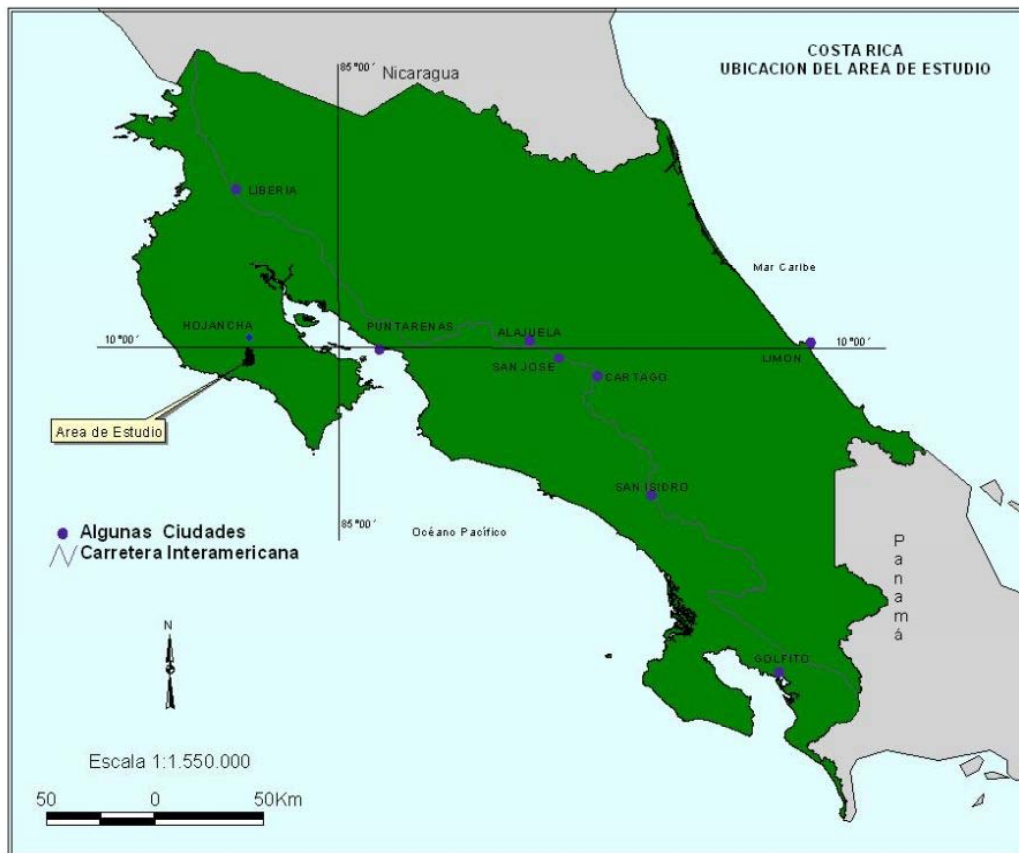 COSTA RICA
UBICACION DEL AREA DE ESTUDIO
85°00´
Nicaragua
LIBERIA
Mar Caribe
HOJANCHA
PUNTARENAS
ALAJUELA
10°00´
10°00´
SAN JOSE
LIMON
CARTAGO
Area de Estudio
SAN ISIDRO
85°00´
Océano Pacífico
Algunas Ciudades
Carretera Interamericana
Panamá
N
GOLFITO
Escala 1:1.550.000
50 0 50Km